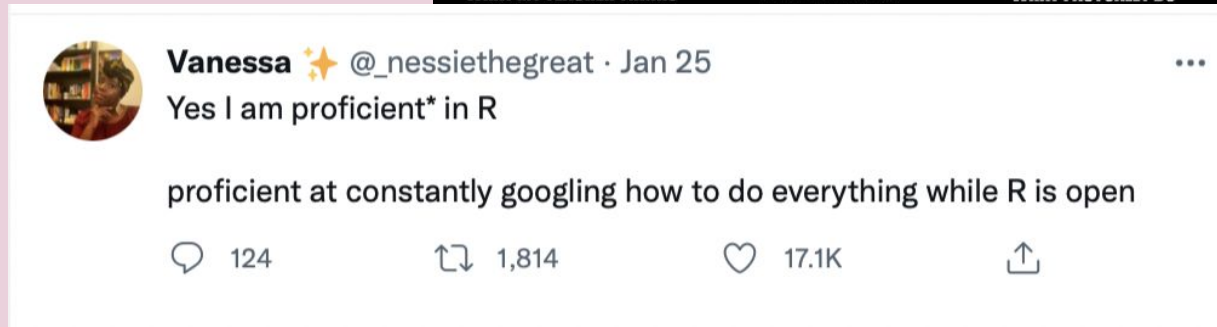 Vanessa ✨ @_nessiethegreat · Jan 25
Yes I am proficient* in R
proficient at constantly googling how to do everything while R is open
124 1,814 17.1K